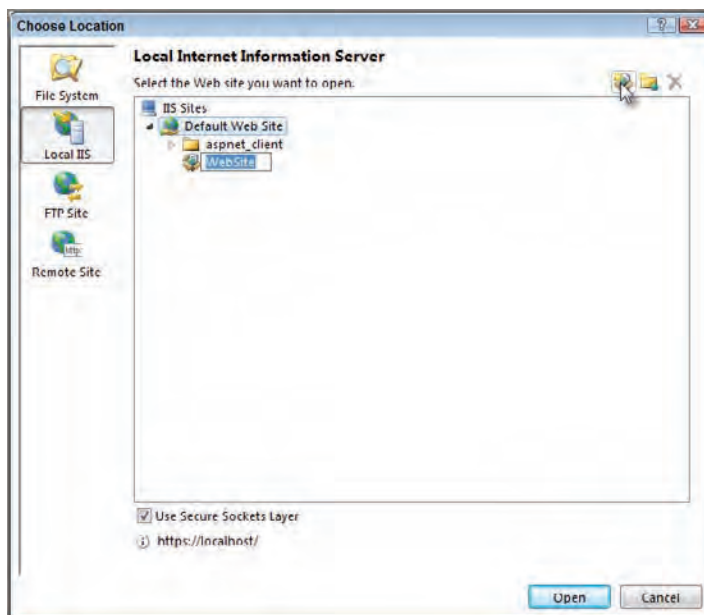 Choose Location
Local Internet Information Server
Select the Web site you want to open.
File System
Local IIS
FTP Site
http:
Remote Site
IIS Sites
Default Web Site
aspnet_client
WebSite
Use Secure Sockets Layer
https://localhost/
Open
Cancel